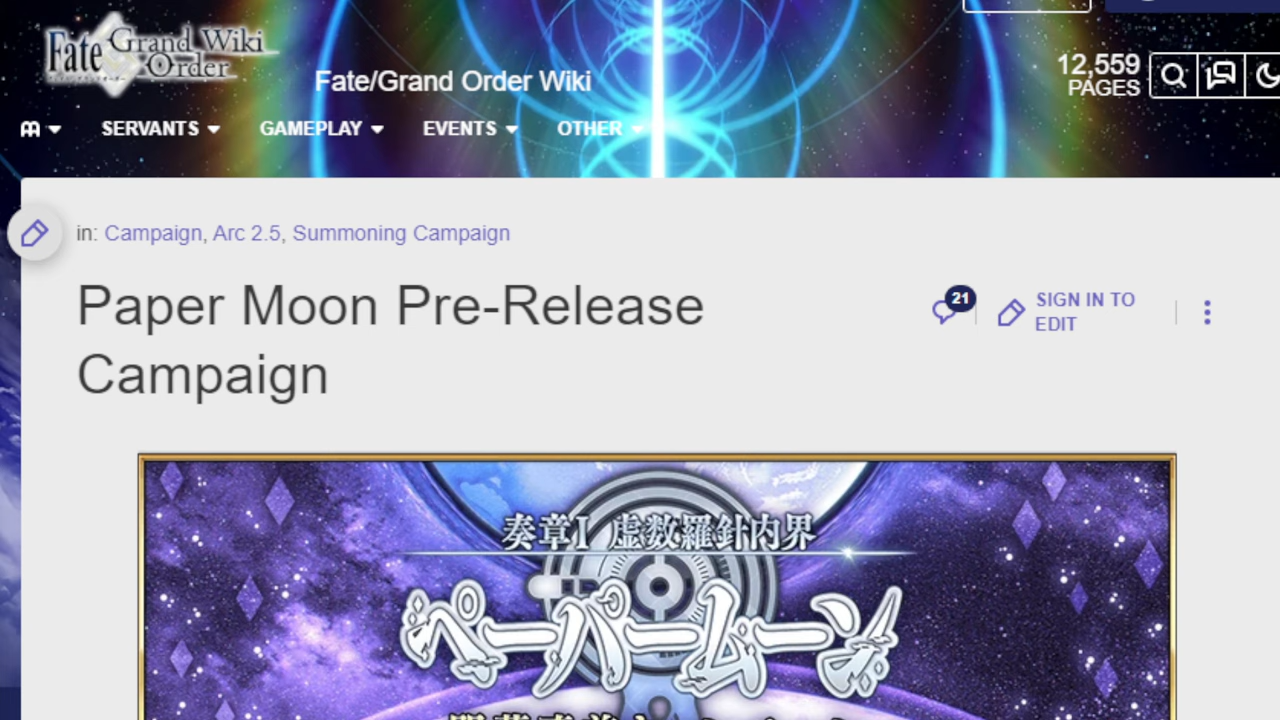 Fate Grand Wiki
Order
Fate/Grand Order Wiki
12,559
PAGES
SERVANTS
GAMEPLAY
EVENTS
OTHER
in: Campaign, Arc 2.5, Summoning Campaign
Paper Moon Pre-Release
Campaign
21
SIGN IN TO
EDIT
奏章I 虚数羅針内界
ペーパームーン